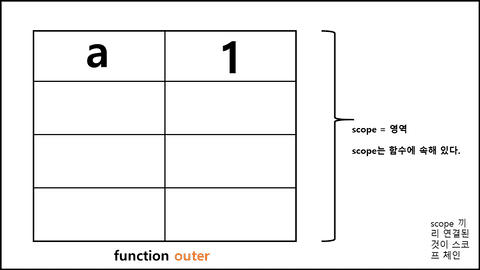 a 1
scope = 영역
scope는 함수에 속해 있다.
scope 끼
리 연결된
것이 스코
프 체인
function outer